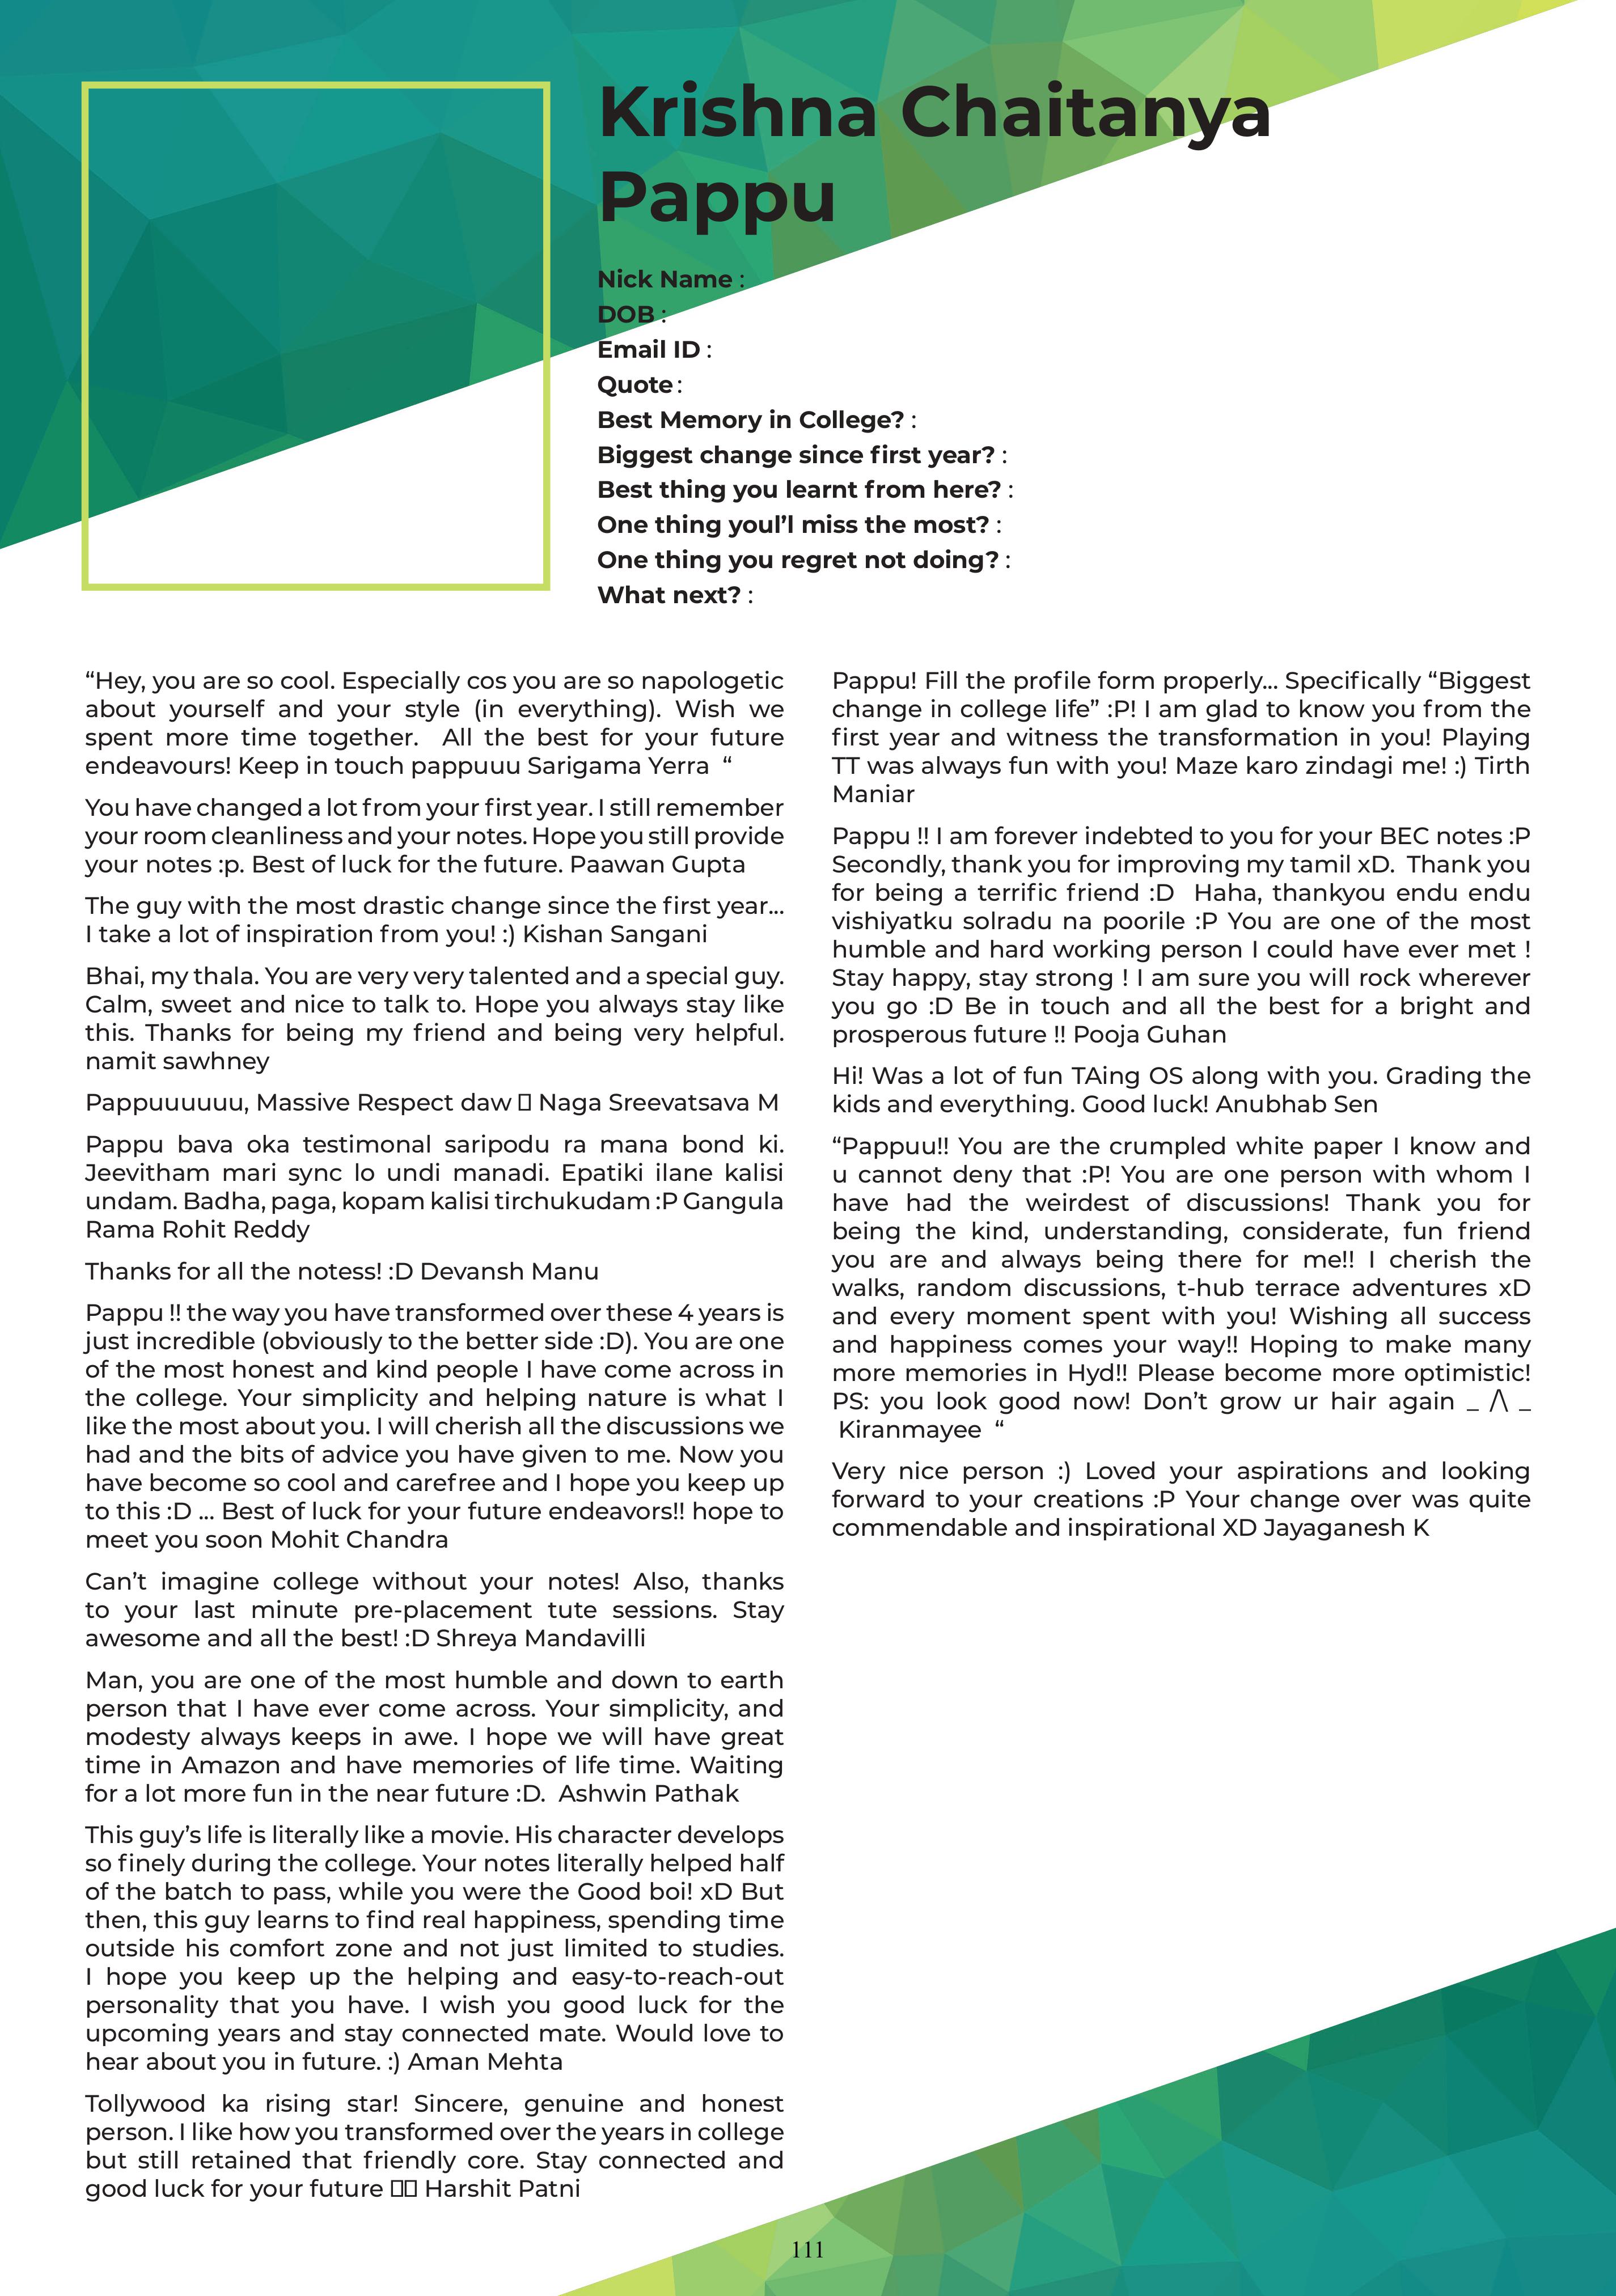 Krishna Chaitanya
Pappu
Nick Name :
DOB :
Email ID :
Quote :
Best Memory in College? :
Biggest change since first year? :
Best thing you learnt from here? :
One thing youl’l miss the most? :
One thing you regret not doing? :
What next? :
“Hey, you are so cool. Especially cos you are so napologetic
about yourself and your style (in everything). Wish we
spent more time together.  All the best for your future
endeavours! Keep in touch pappuuu Sarigama Yerra  “
You have changed a lot from your first year. I still remember
your room cleanliness and your notes. Hope you still provide
your notes :p. Best of luck for the future. Paawan Gupta
The guy with the most drastic change since the first year...
I take a lot of inspiration from you! :) Kishan Sangani
Bhai, my thala. You are very very talented and a special guy.
Calm, sweet and nice to talk to. Hope you always stay like
this. Thanks for being my friend and being very helpful.
namit sawhney
Pappuuuuuu, Massive Respect daw  Naga Sreevatsava M
Pappu bava oka testimonal saripodu ra mana bond ki.
Jeevitham mari sync lo undi manadi. Epatiki ilane kalisi
undam. Badha, paga, kopam kalisi tirchukudam :P Gangula
Rama Rohit Reddy
Thanks for all the notess! :D Devansh Manu
Pappu !! the way you have transformed over these 4 years is
just incredible (obviously to the better side :D). You are one
of the most honest and kind people I have come across in
the college. Your simplicity and helping nature is what I
like the most about you. I will cherish all the discussions we
had and the bits of advice you have given to me. Now you
have become so cool and carefree and I hope you keep up
to this :D ... Best of luck for your future endeavors!! hope to
meet you soon Mohit Chandra
Can’t imagine college without your notes! Also, thanks
to your last minute pre-placement tute sessions. Stay
awesome and all the best! :D Shreya Mandavilli
Man, you are one of the most humble and down to earth
person that I have ever come across. Your simplicity, and
modesty always keeps in awe. I hope we will have great
time in Amazon and have memories of life time. Waiting
for a lot more fun in the near future :D.  Ashwin Pathak
This guy’s life is literally like a movie. His character develops
so finely during the college. Your notes literally helped half
of the batch to pass, while you were the Good boi! xD But
then, this guy learns to find real happiness, spending time
outside his comfort zone and not just limited to studies.
I hope you keep up the helping and easy-to-reach-out
personality that you have. I wish you good luck for the
upcoming years and stay connected mate. Would love to
hear about you in future. :) Aman Mehta
Tollywood ka rising star! Sincere, genuine and honest
person. I like how you transformed over the years in college
but still retained that friendly core. Stay connected and
good luck for your future  Harshit Patni
Pappu! Fill the profile form properly... Specifically “Biggest
change in college life” :P! I am glad to know you from the
first year and witness the transformation in you! Playing
TT was always fun with you! Maze karo zindagi me! :) Tirth
Maniar
Pappu !! I am forever indebted to you for your BEC notes :P
Secondly, thank you for improving my tamil xD.  Thank you
for being a terrific friend :D  Haha, thankyou endu endu
vishiyatku solradu na poorile :P You are one of the most
humble and hard working person I could have ever met !
Stay happy, stay strong ! I am sure you will rock wherever
you go :D Be in touch and all the best for a bright and
prosperous future !! Pooja Guhan
Hi! Was a lot of fun TAing OS along with you. Grading the
kids and everything. Good luck! Anubhab Sen
“Pappuu!! You are the crumpled white paper I know and
u cannot deny that :P! You are one person with whom I
have had the weirdest of discussions! Thank you for
being the kind, understanding, considerate, fun friend
you are and always being there for me!! I cherish the
walks, random discussions, t-hub terrace adventures xD
and every moment spent with you! Wishing all success
and happiness comes your way!! Hoping to make many
more memories in Hyd!! Please become more optimistic!
PS: you look good now! Don’t grow ur hair again _ /\ _
Kiranmayee  “
Very nice person :) Loved your aspirations and looking
forward to your creations :P Your change over was quite
commendable and inspirational XD Jayaganesh K
111